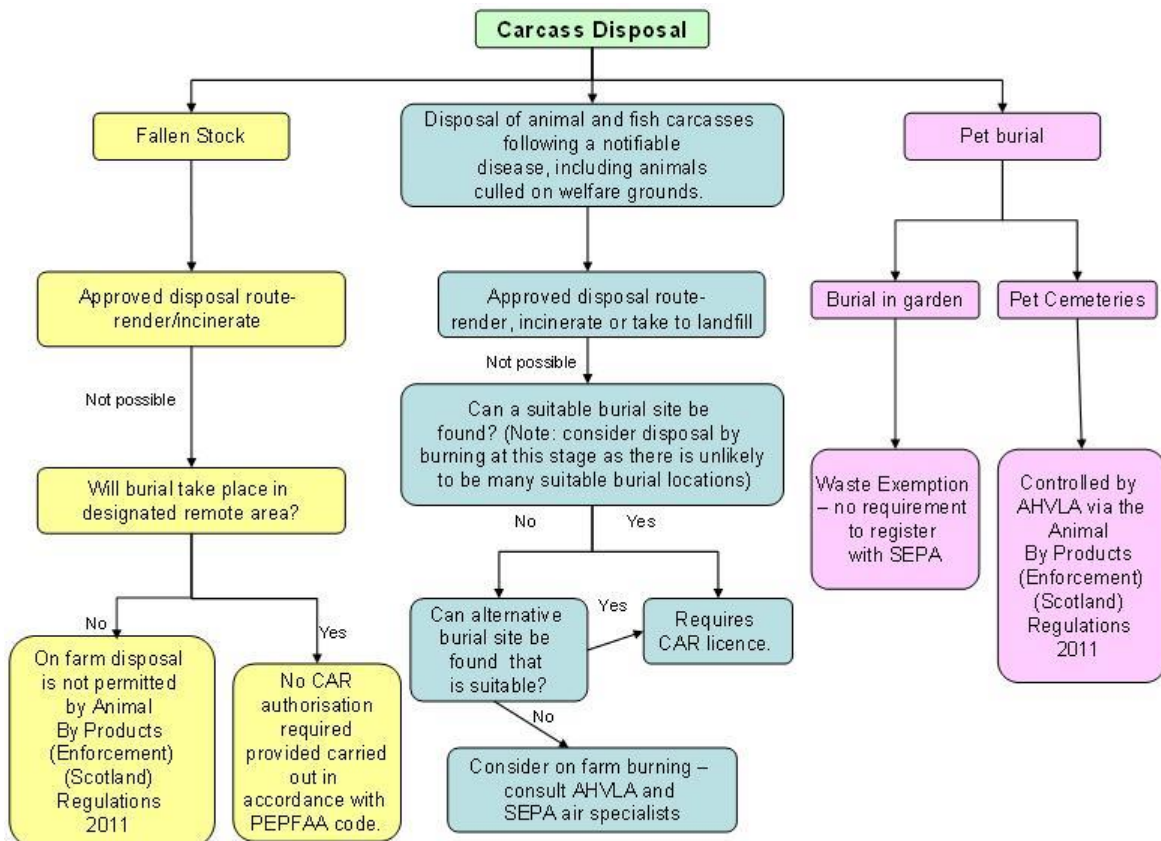 Carcass Disposal
Fallen Stock
Disposal of animal and fish carcasses
following a notifiable
disease, including animals
culled on welfare grounds.
Pet burial
Approved disposal route-
render/incinerate
Approved disposal route-
render, incinerate or take to landfill
Burial in garden
Pet Cemeteries
Not possible
Not possible
Can a suitable burial site be
found? (Note: consider disposal by
burning at this stage as there is unlikely
to be many suitable burial locations)
Will burial take place in
designated remote area?
Waste Exemption
– no requirement
to register
with SEPA
Controlled by
AHVLA via the
Animal
By Products
(Enforcement)
(Scotland)
Regulations
2011
No
Yes
No
Yes
On farm disposal
is not permitted
by Animal
By Products
(Enforcement)
(Scotland)
Regulations
2011
No CAR
authorisation
required
provided carried
out in
accordance with
PEPFAA code.
Can alternative
burial site be
found that
is suitable?
Yes
Requires
CAR licence.
No
Consider on farm burning –
consult AHVLA and
SEPA air specialists